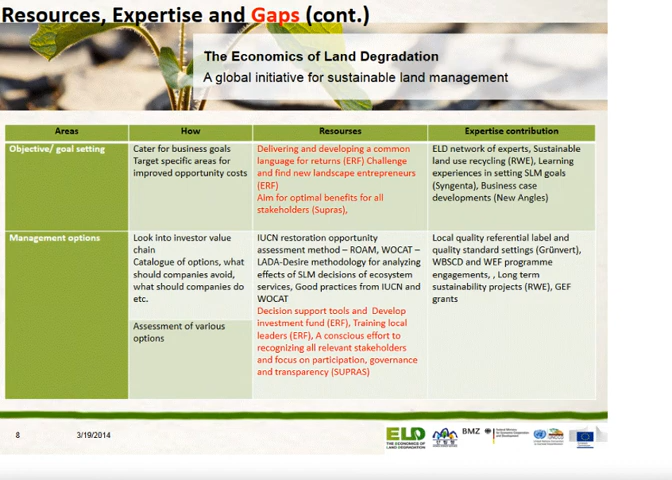 Resources, Expertise and Gaps (cont.)
The Economics of Land Degradation
A global initiative for sustainable land management
Areas
How
Resourses
Expertise contribution
Objective/ goal setting
Cater for business goals
Target specific areas for
improved opportunity costs
Delivering and developing a common
language for returns (ERF) Challenge
and find new landscape entrepreneurs
(ERF)
Aim for optimal benefits for all
stakeholders (Supras),
ELD network of experts, Sustainable
land use recycling (RWE), Learning
experiences in setting SLM goals
(Syngenta), Business case
developments (New Angles)
Management options
Look into investor value
chain
Catalogue of options, what
should companies avoid,
what should companies do
etc.
Assessment of various
options
IUCN restoration opportunity
assessment method – ROAM, WOCAT –
LADA-Desire methodology for analyzing
effects of SLM decisions of ecosystem
services, Good practices from IUCN and
WOCAT
Decision support tools and Develop
investment fund (ERF), Training local
leaders (ERF), A conscious effort to
recognizing all relevant stakeholders
and focus on participation, governance
and transparency (SUPRAS)
Local quality referential label and
quality standard settings (Grünvert),
WBSCD and WEF programme
engagements, , Long term
sustainability projects (RWE), GEF
grants
8
3/19/2014
ELD
THE ECONOMICS OF
LAND DEGRADATION
BMZ
Federal Ministry
for Economic Cooperation
and Development